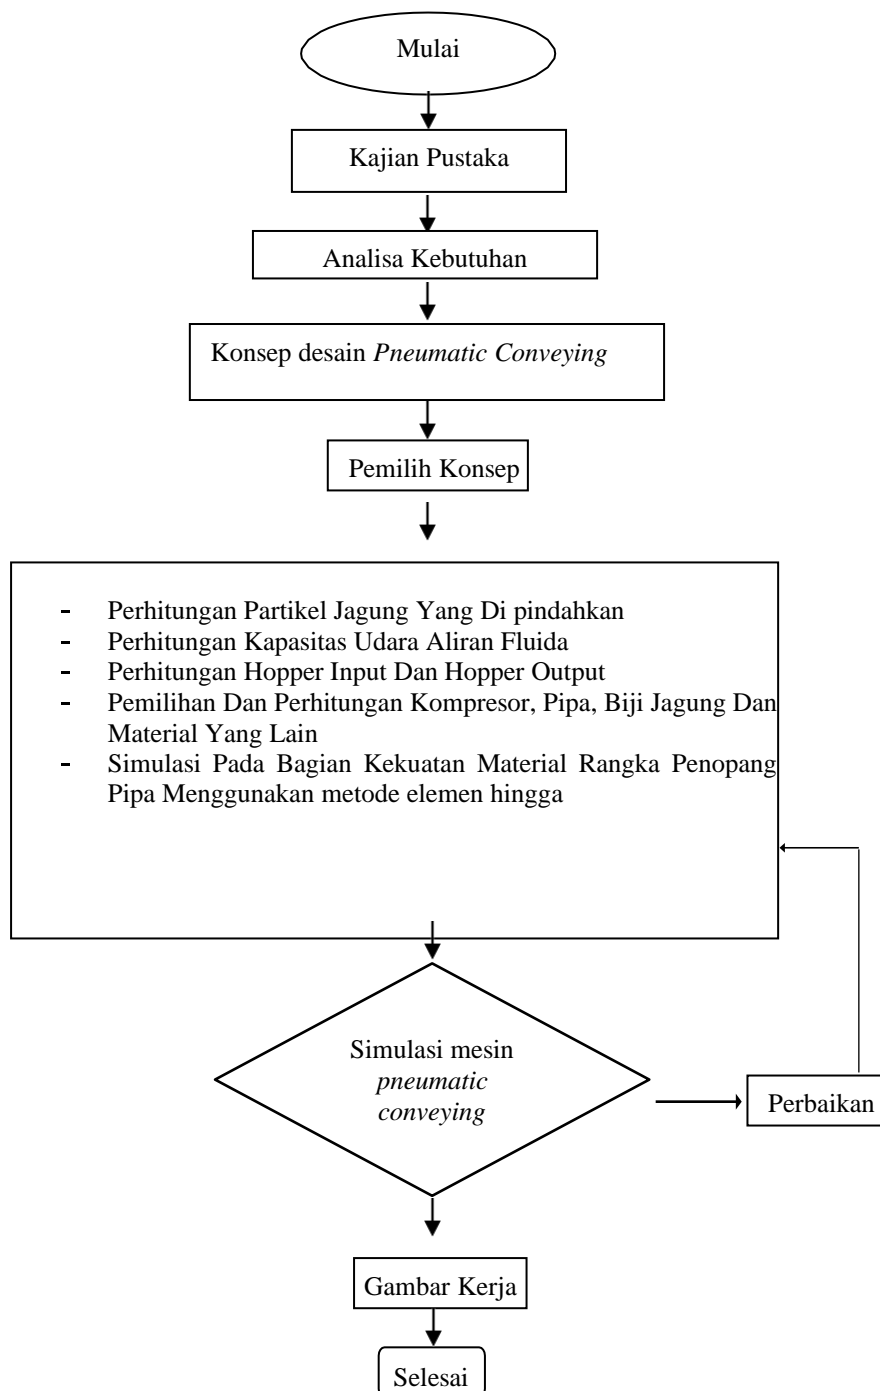 Mulai
Kajian Pustaka
Analisa Kebutuhan
Konsep desain Pneumatic Conveying
Pemilih Konsep
- Perhitungan Partikel Jagung Yang Di pindahkan
- Perhitungan Kapasitas Udara Aliran Fluida
- Perhitungan Hopper Input Dan Hopper Output
- Pemilihan Dan Perhitungan Kompresor, Pipa, Biji Jagung Dan
Material Yang Lain
- Simulasi Pada Bagian Kekuatan Material Rangka Penopang
Pipa Menggunakan metode elemen hingga
Simulasi mesin
pneumatic
conveying
Perbaikan
Gambar Kerja
Selesai